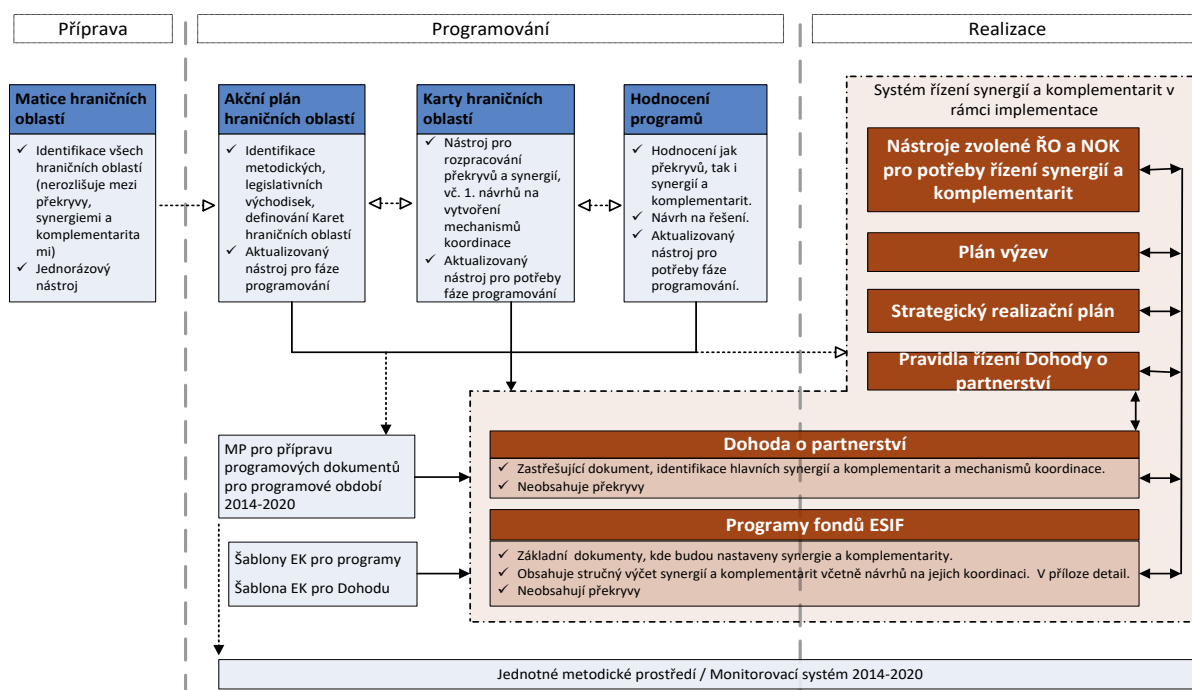 Příprava
Programování
Realizace
Matice hraničních
oblastí
✓ Identifikace všech
hraničních oblastí
(nerozlišuje mezi
překryvy,
synergiemi a
komplementarita
mi)
✓ Jednorázový
nástroj
Akční plán
hraničních oblastí
✓ Identifikace
metodických,
legislativních
východisek,
definování Karet
hraničních oblastí
✓ Aktualizovaný
nástroj pro fáze
programování
Karty hraničních
oblastí
✓ Nástroj pro
rozpracování
překryvů a synergií,
vč. 1. návrhů na
vytvoření
mechanismů
koordinace
✓ Aktualizovaný
nástroj pro potřeby
fáze programování
Hodnocení
programů
✓ Hodnocení jak
překryvů, tak i
synergií a
komplementarit.
✓ Návrh na řešení.
✓ Aktualizovaný
nástroj pro
potřeby fáze
programování.
Systém řízení synergií a komplementarit v
rámci implementace
Nástroje zvolené ŘO a NOK
pro potřeby řízení synergií a
komplementarit
Plán výzev
Strategický realizační plán
Pravidla řízení Dohody o
partnerství
MP pro přípravu
programových dokumentů
pro programové období
2014-2020
Dohoda o partnerství
✓ Zastřešující dokument, identifikace hlavních synergií a komplementarit a mechanismů koordinace.
✓ Neobsahuje překryvy
Šablony EK pro programy
Šablona EK pro Dohodu
Programy fondů ESIF
✓ Základní dokumenty, kde budou nastaveny synergie a komplementarity.
✓ Obsahuje stručný výčet synergií a komplementarit včetně návrhů na jejich koordinaci. V příloze detail.
✓ Neobsahují překryvy
Jednotné metodické prostředí / Monitorovací systém 2014-2020